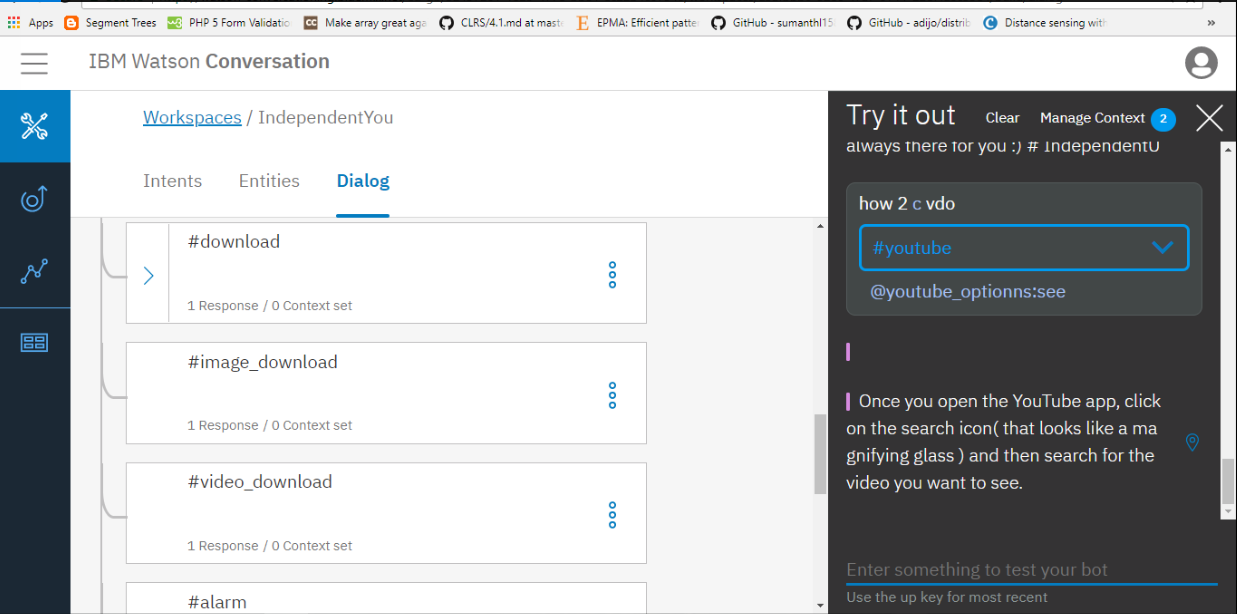 Apps Segment Trees PHP 5 Form Validatio Make array great aga CLRS/4.1.md at maste EPMA: Efficient patte GitHub - sumanthl15 GitHub - adijo/distrib Distance sensing with »
IBM Watson Conversation
Workspaces / IndependentYou
Intents Entities Dialog
#download
1 Response / 0 Context set
#image_download
1 Response / 0 Context set
#video_download
1 Response / 0 Context set
#alarm
Try it out Clear Manage Context 2
always there for you :) # IndependentU
how 2 c vdo
#youtube
@youtube_optionns:see
Once you open the YouTube app, click
on the search icon( that looks like a ma
gnifying glass ) and then search for the
video you want to see.
Enter something to test your bot
Use the up key for most recent